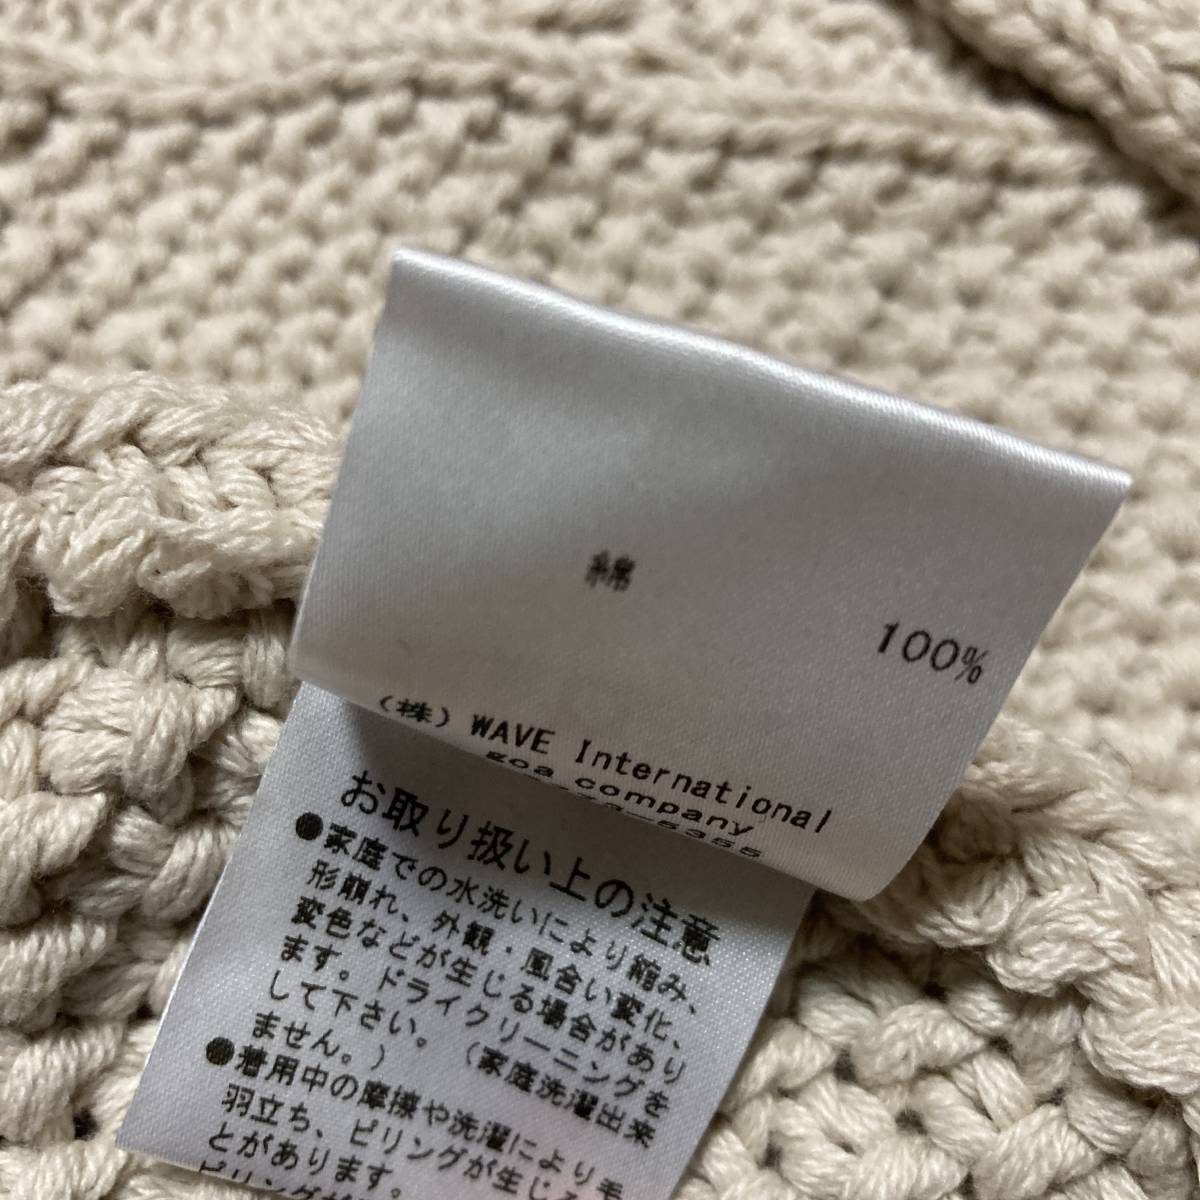 綿
100%
(株) WAVE International
goa company
5355
お取り扱い上の注意
●家庭での水洗いにより縮み、
形崩れ、外観・風合い変化、
変色などが生じる場合があり
ます。ドライクリーニングを
して下さい。 (家庭洗濯出来
ません。)
●着用中の摩擦や洗濯により毛
羽立ち、ピリングが生じるこ
とがあります。